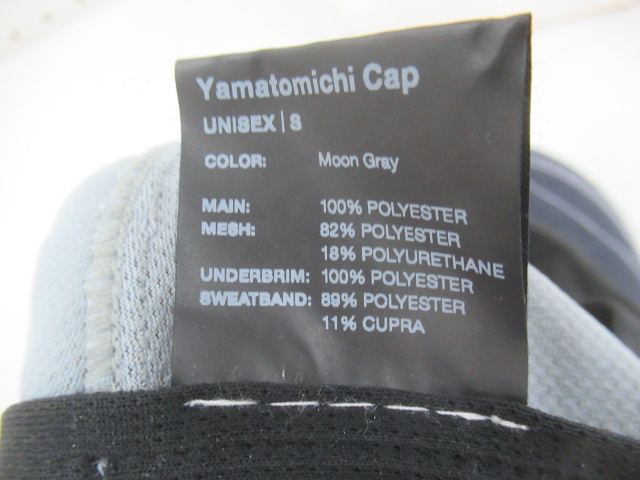 Yamatomichi Cap
UNISEX | S
COLOR: Moon Gray
MAIN: 100% POLYESTER
MESH: 82% POLYESTER
18% POLYURETHANE
UNDERBRIM: 100% POLYESTER
SWEATBAND: 89% POLYESTER
11% CUPRA